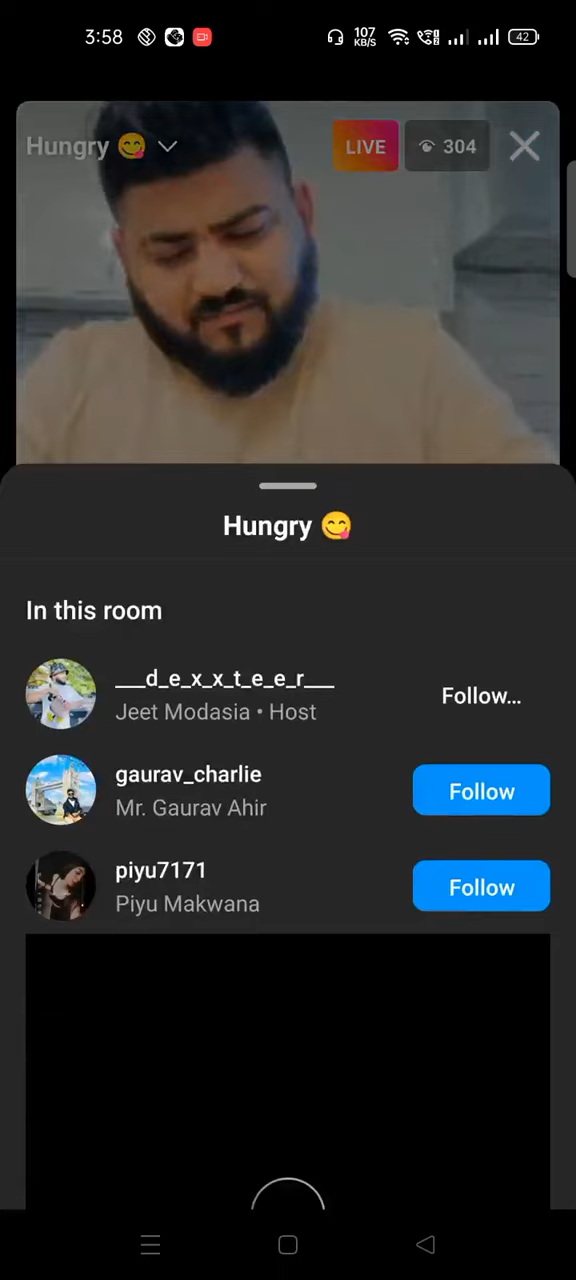 3:58
107
KB/S
42
Hungry 😋
LIVE
304
Hungry 😋
In this room
___d_e_x_x_t_e_e_r___
Jeet Modasia • Host
Follow...
gaurav_charlie
Mr. Gaurav Ahir
Follow
piyu7171
Piyu Makwana
Follow